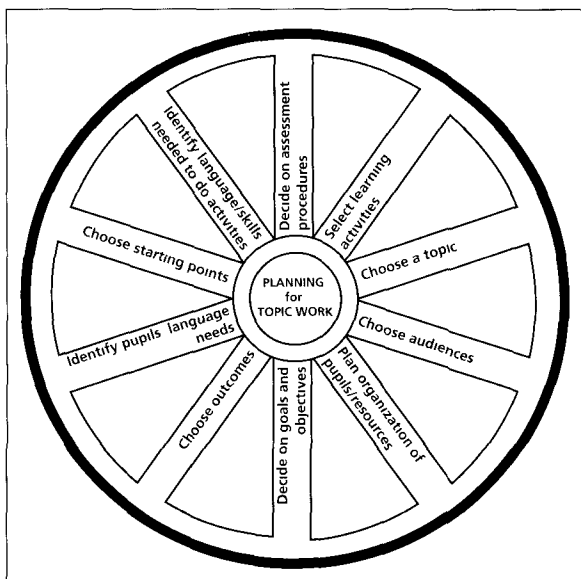 Decide on assessment
procedures
Select learning
activities
Choose a topic
Choose audiences
Plan organization of
pupils/resources
Decide on goals and
objectives
Choose outcomes
Identify pupils language
needs
Choose starting points
Identify language/skills
needed to do activities
PLANNING
for
TOPIC WORK